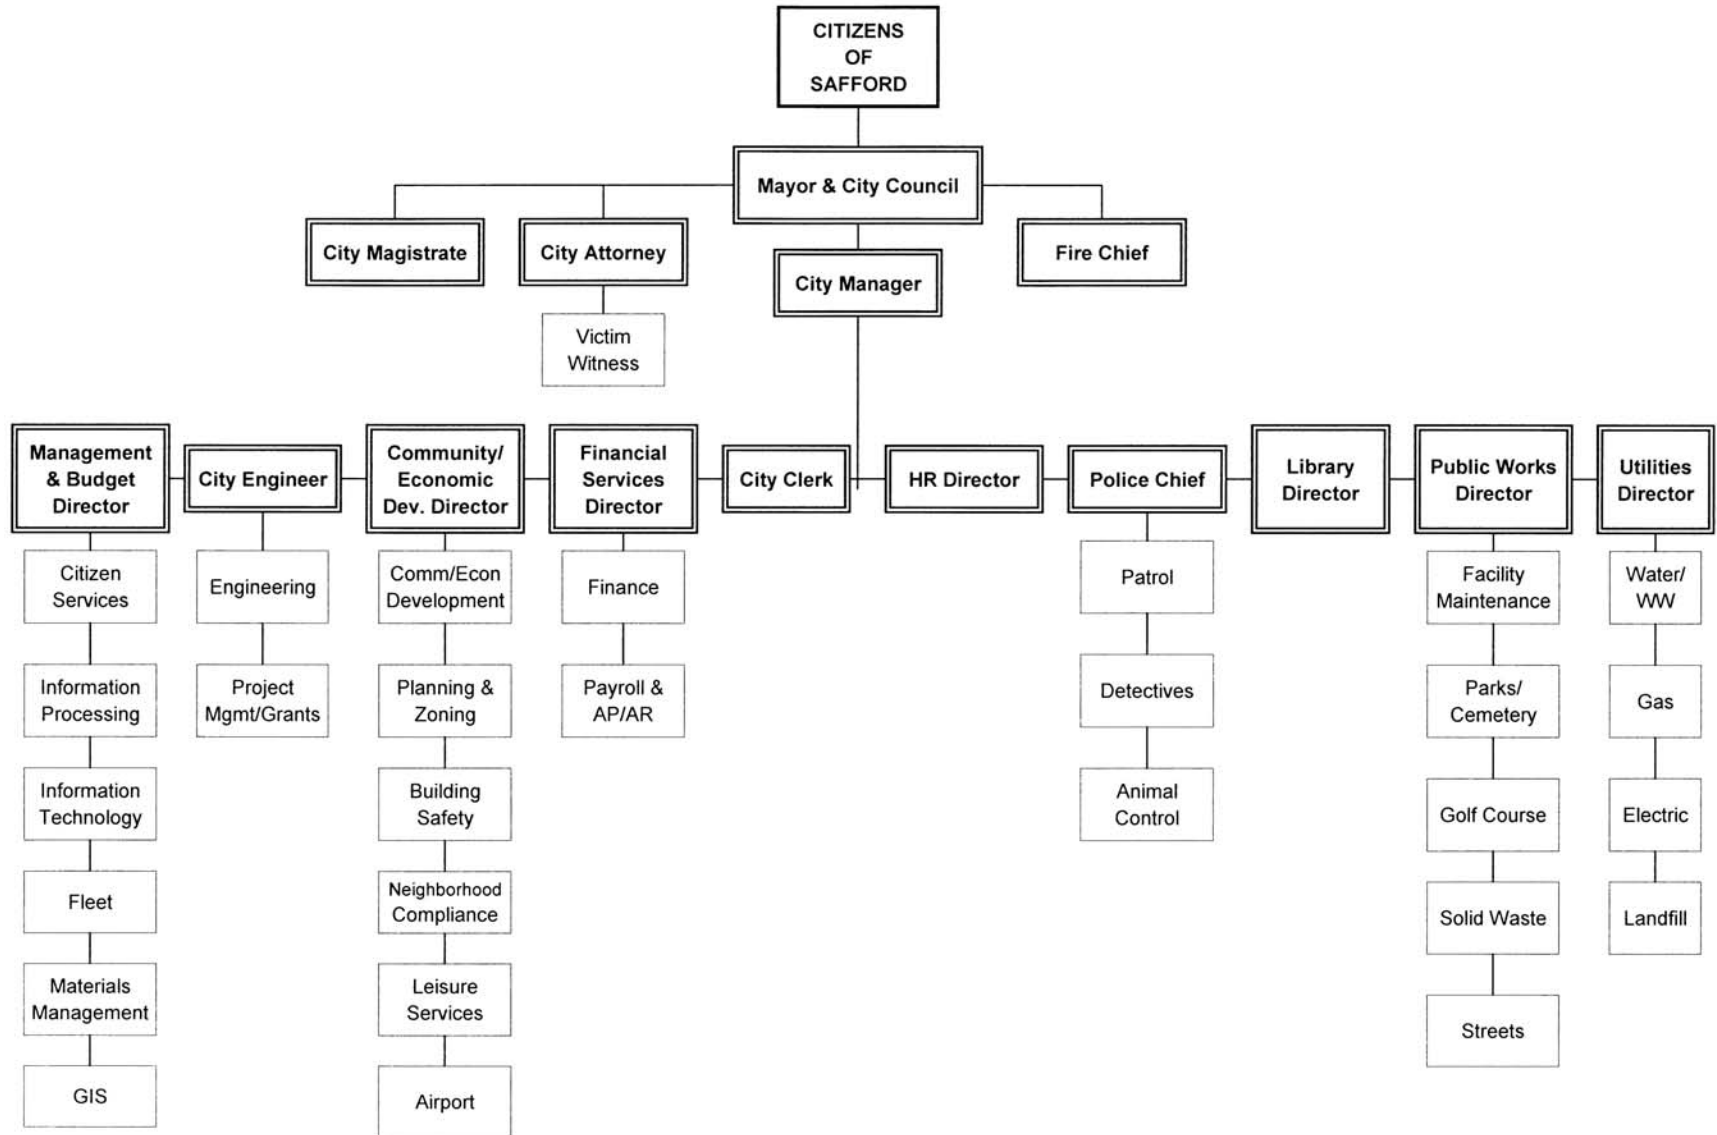 CITIZENS
OF
SAFFORD
Mayor & City Council
City Magistrate
City Attorney
Fire Chief
City Manager
Victim
Witness
Management
& Budget
Director
City Engineer
Community/
Economic
Dev. Director
Financial
Services
Director
City Clerk
HR Director
Police Chief
Library
Director
Public Works
Director
Utilities
Director
Citizen
Services
Information
Processing
Information
Technology
Fleet
Materials
Management
GIS
Engineering
Project
Mgmt/Grants
Comm/Econ
Development
Planning &
Zoning
Building
Safety
Neighborhood
Compliance
Leisure
Services
Airport
Finance
Payroll &
AP/AR
Patrol
Detectives
Animal
Control
Facility
Maintenance
Parks/
Cemetery
Golf Course
Solid Waste
Streets
Water/
WW
Gas
Electric
Landfill